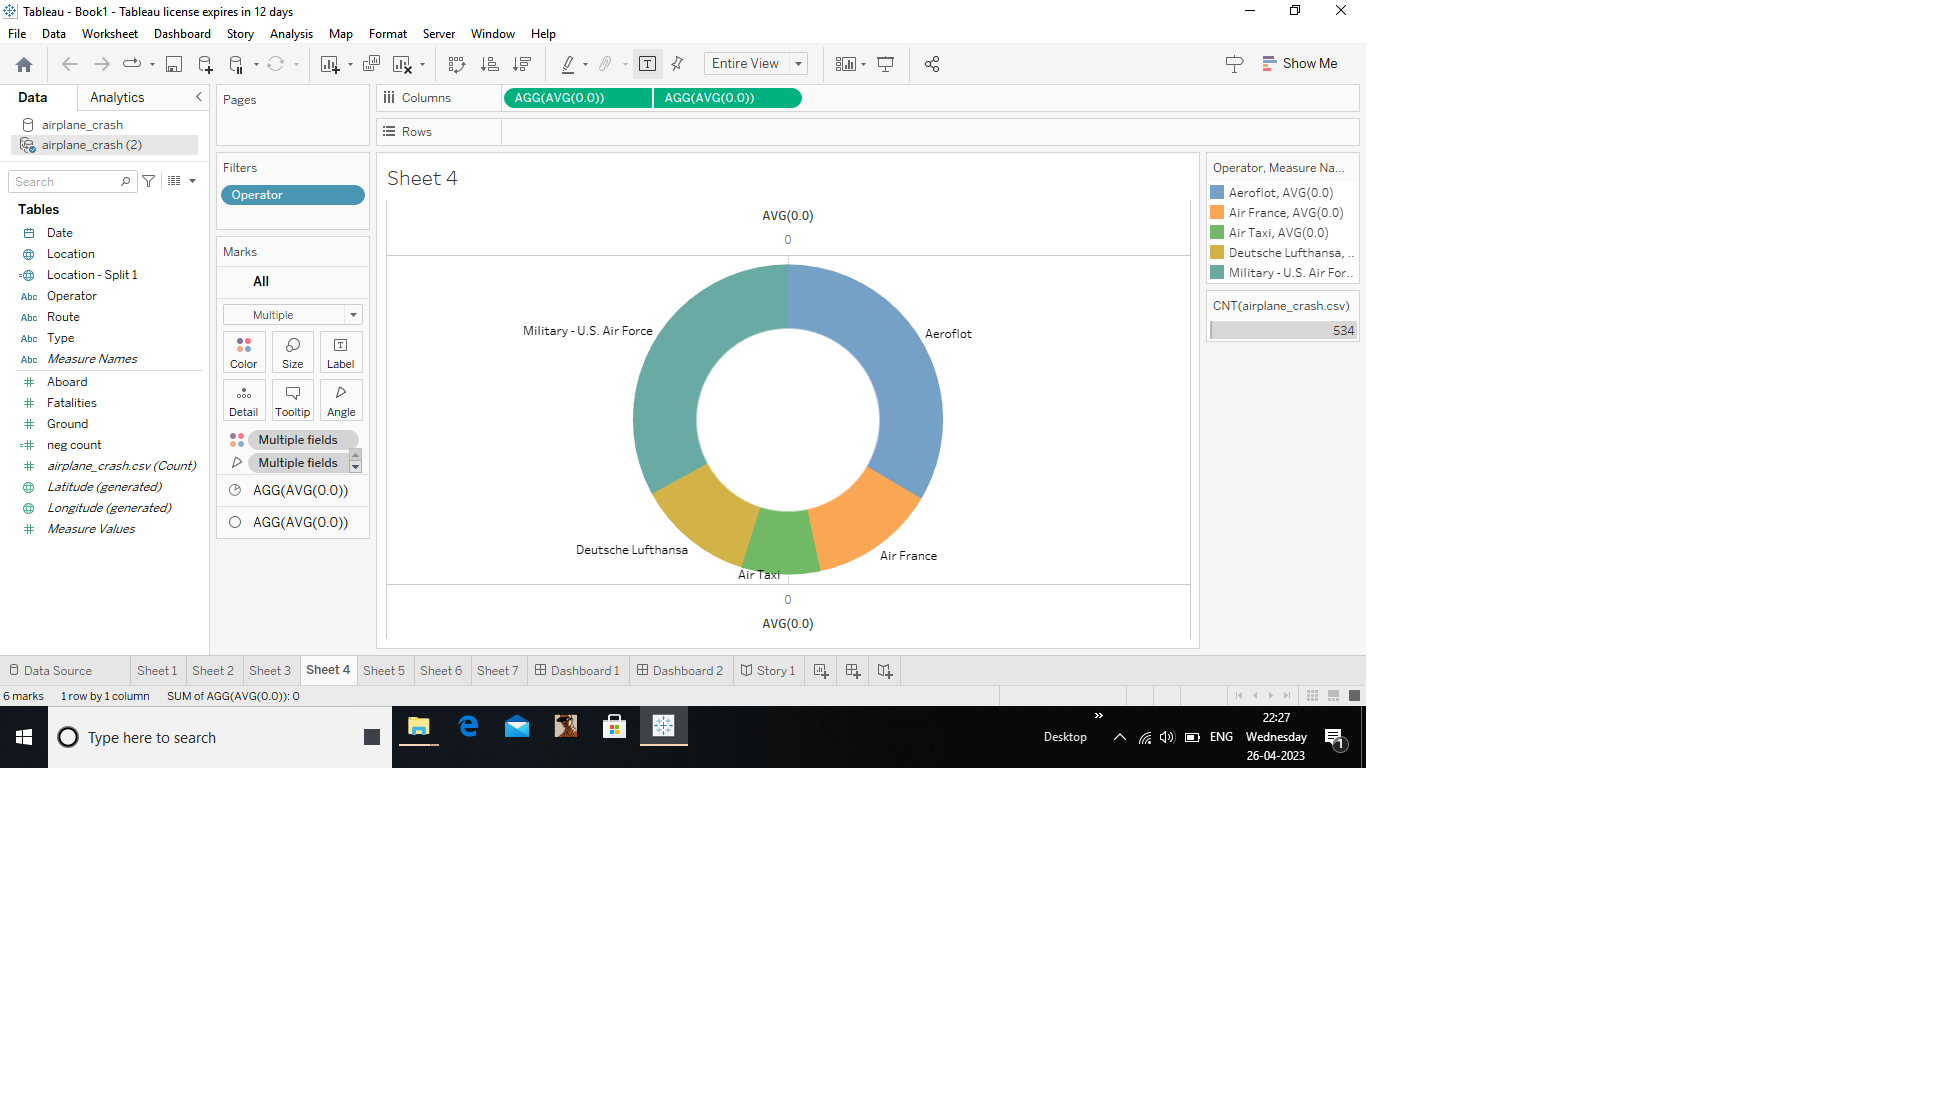 Tableau - Book1 - Tableau license expires in 12 days
File Data Worksheet Dashboard Story Analysis Map Format Server Window Help
Entire View
Show Me
Data Analytics
airplane_crash
airplane_crash (2)
Search
Tables
Date
Location
Location - Split 1
Abc Operator
Abc Route
Abc Type
Abc Measure Names
Aboard
Fatalities
Ground
neg count
airplane_crash.csv (Count)
Latitude (generated)
Longitude (generated)
Measure Values
Pages
Filters
Operator
Marks
All
Multiple
Color Size Label
Detail Tooltip Angle
Multiple fields
Multiple fields
AGG(AVG(0.0))
AGG(AVG(0.0))
Columns AGG(AVG(0.0)) AGG(AVG(0.0))
Rows
Sheet 4
AVG(0.0)
0
Military - U.S. Air Force
Aeroflot
Deutsche Lufthansa
Air France
Air Taxi
0
AVG(0.0)
Operator, Measure Na...
Aeroflot, AVG(0.0)
Air France, AVG(0.0)
Air Taxi, AVG(0.0)
Deutsche Lufthansa, ..
Military - U.S. Air For..
CNT(airplane_crash.csv)
534
Data Source Sheet 1 Sheet 2 Sheet 3 Sheet 4 Sheet 5 Sheet 6 Sheet 7 Dashboard 1 Dashboard 2 Story 1
6 marks 1 row by 1 column SUM of AGG(AVG(0.0)): 0
Type here to search
Desktop
ENG
22:27
Wednesday
26-04-2023
1